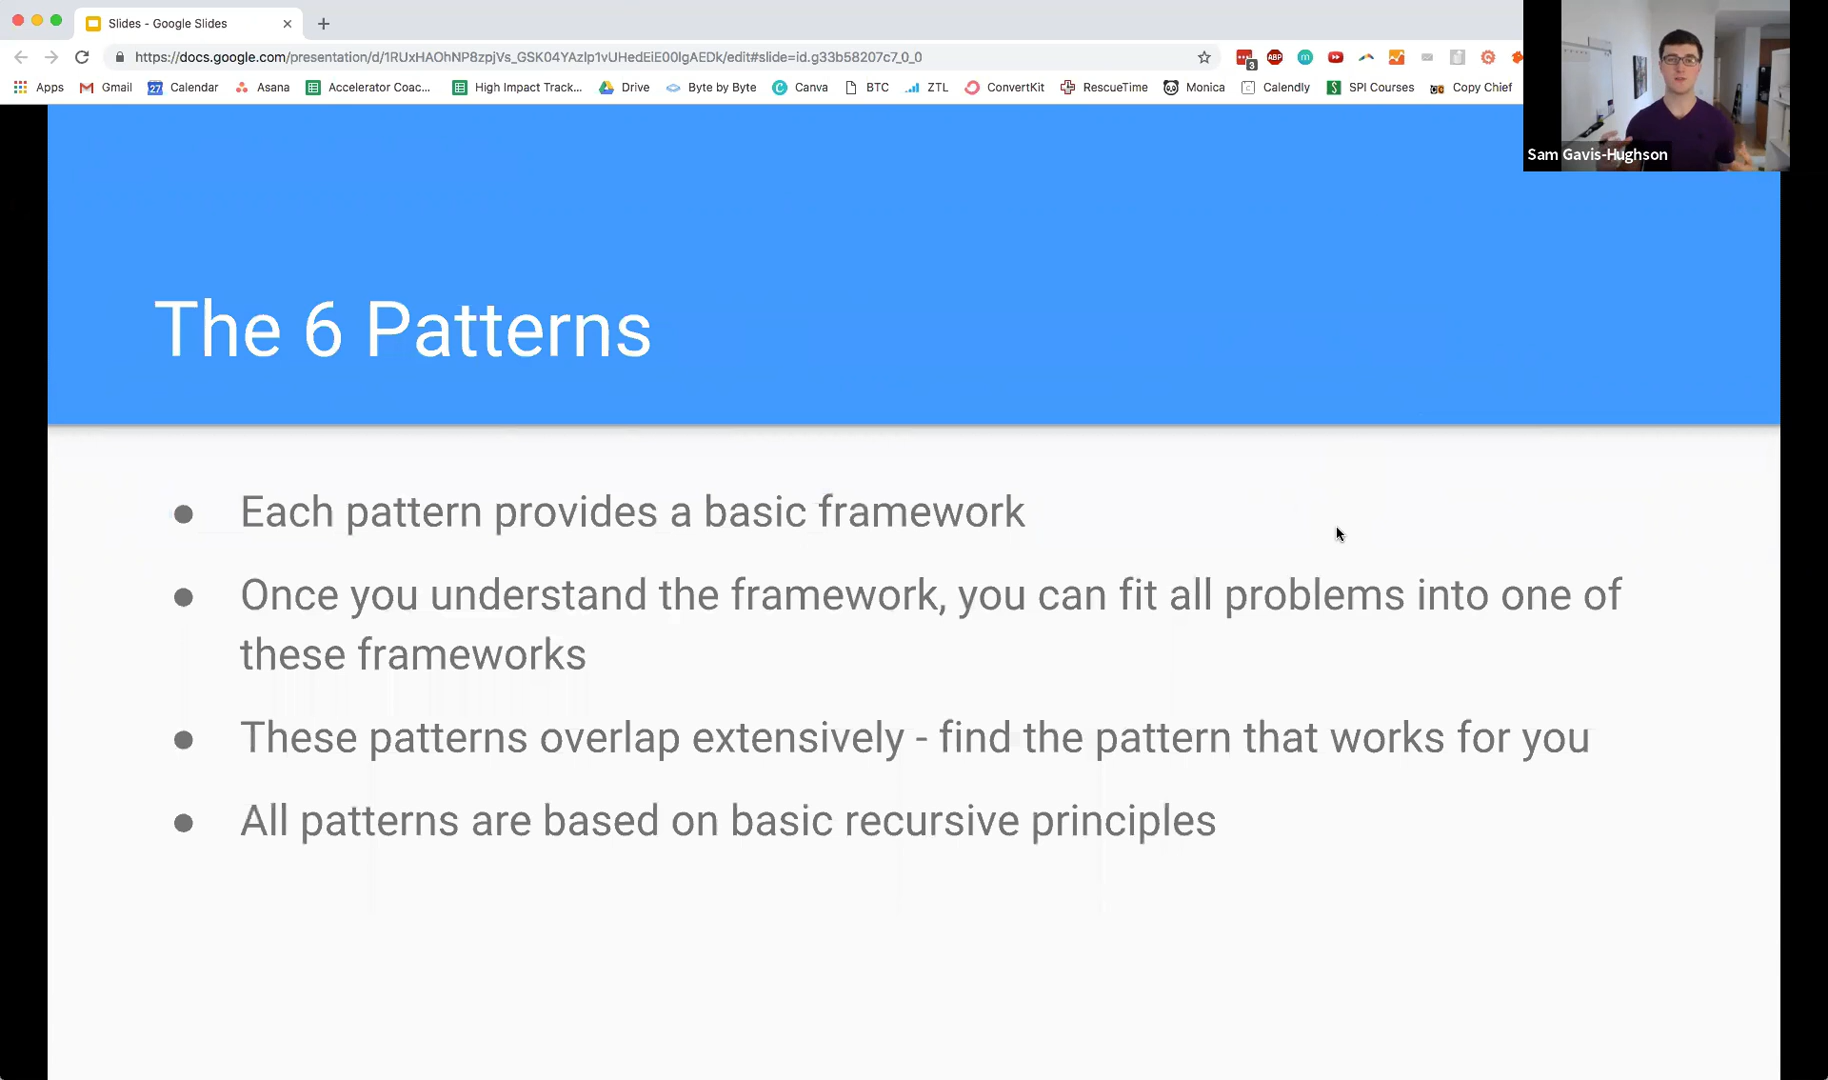 Slides - Google Slides
https://docs.google.com/presentation/d/1RUxHAOhNP8zpjVs_GSK04YAzlp1vUHedEiE00lgAEDk/edit#slide=id.g33b58207c7_0_0
3
ABP
m
Apps
Gmail
27
Calendar
Asana
Accelerator Coac...
High Impact Track...
Drive
Byte by Byte
Canva
BTC
ZTL
ConvertKit
RescueTime
Monica
Calendly
SPI Courses
Copy Chief
Sam Gavis-Hughson
The 6 Patterns
● Each pattern provides a basic framework
● Once you understand the framework, you can fit all problems into one of
these frameworks
● These patterns overlap extensively - find the pattern that works for you
● All patterns are based on basic recursive principles